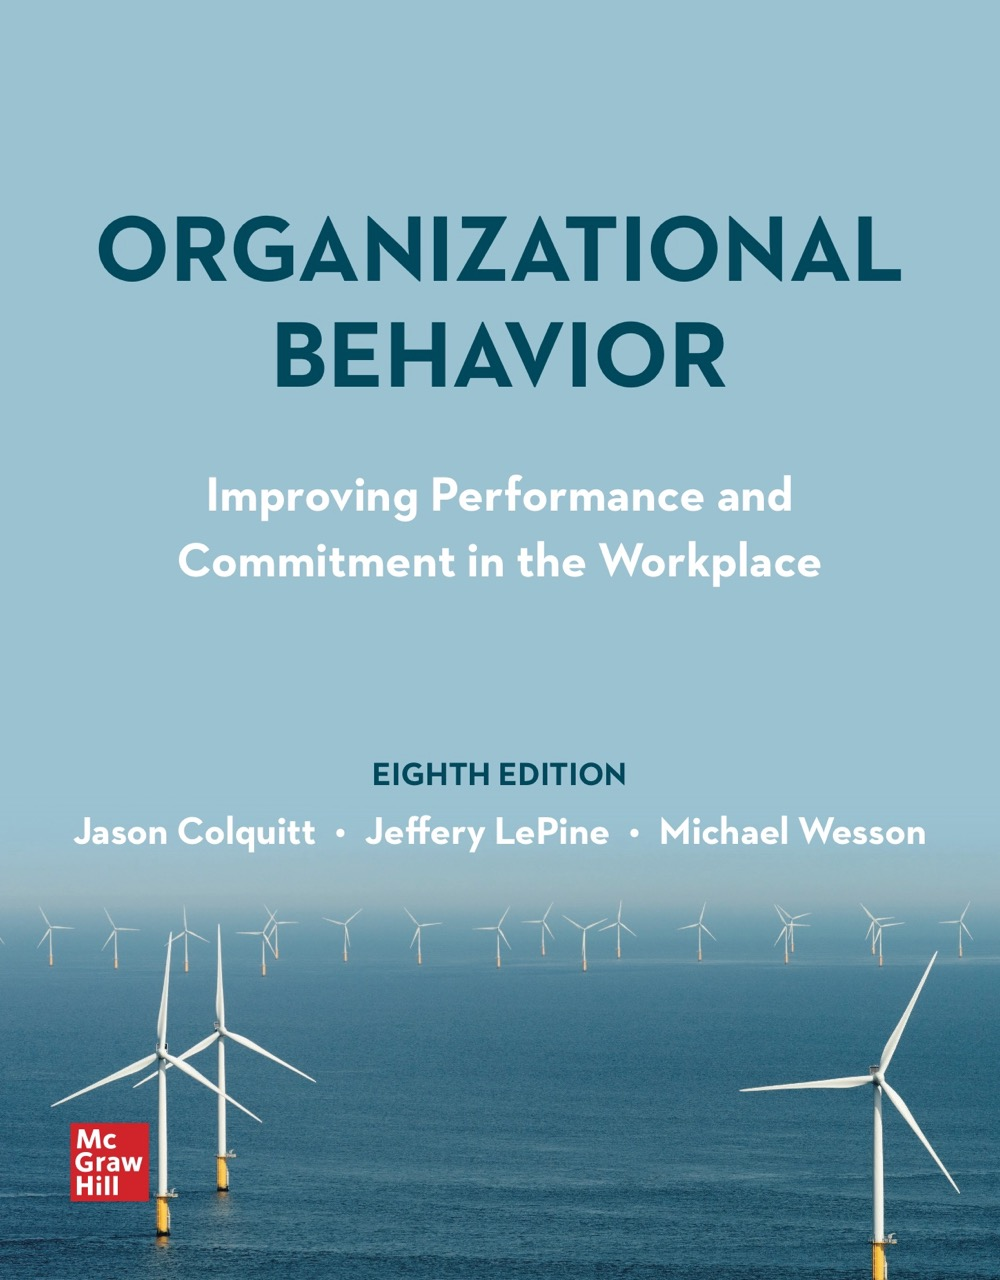 ORGANIZATIONAL
BEHAVIOR
Improving Performance and
Commitment in the Workplace
EIGHTH EDITION
Jason Colquitt • Jeffery LePine • Michael Wesson
Mc
Graw
Hill